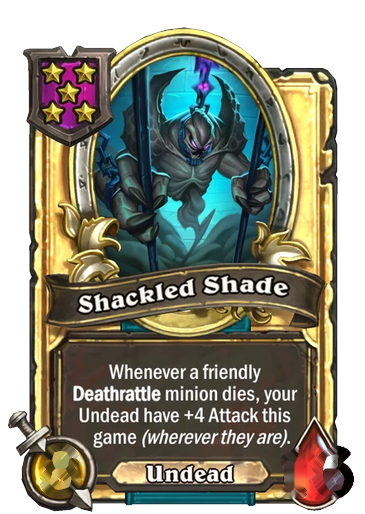 Shackled Shade
Whenever a friendly
Deathrattle minion dies, your
Undead have +4 Attack this
game (wherever they are).
Undead